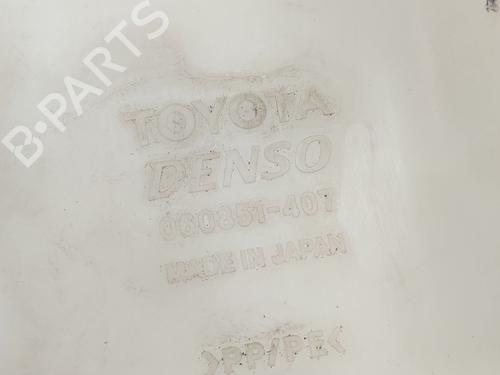 B-PARTS
TOYOTA
DENSO
060851-407
MADE IN JAPAN
>PP/PE<